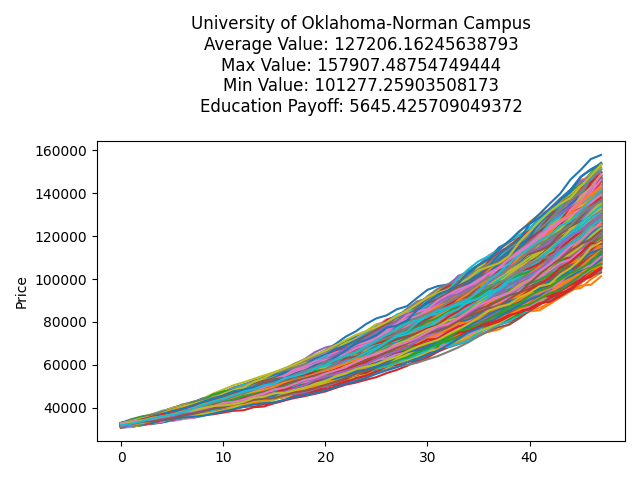 University of Oklahoma-Norman Campus
Average Value: 127206.16245638793
Max Value: 157907.48754749444
Min Value: 101277.25903508173
Education Payoff: 5645.425709049372
160000
140000
120000
100000
80000
60000
40000
Price
0 10 20 30 40